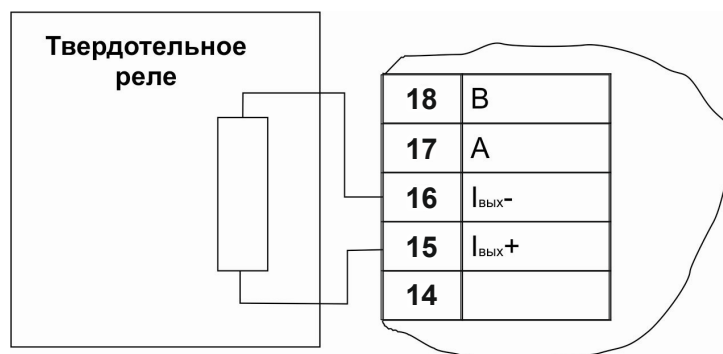 Твердотельное
реле
18 B
17 A
16 Iвых-
15 Iвых+
14